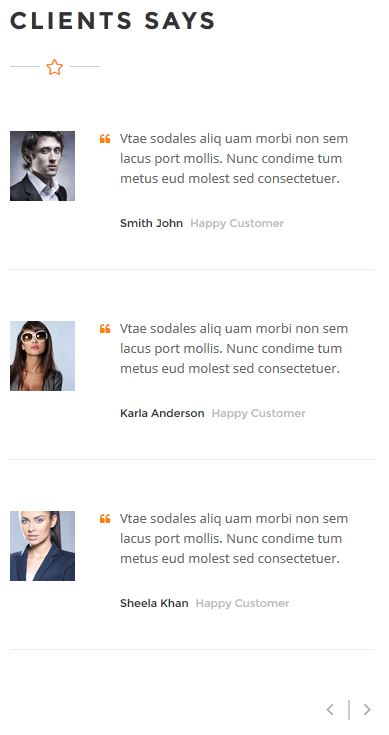 CLIENTS SAYS
Vtae sodales aliq uam morbi non sem
lacus port mollis. Nunc condime tum
metus eud molest sed consectetuer.
Smith John Happy Customer
Vtae sodales aliq uam morbi non sem
lacus port mollis. Nunc condime tum
metus eud molest sed consectetuer.
Karla Anderson Happy Customer
Vtae sodales aliq uam morbi non sem
lacus port mollis. Nunc condime tum
metus eud molest sed consectetuer.
Sheela Khan Happy Customer